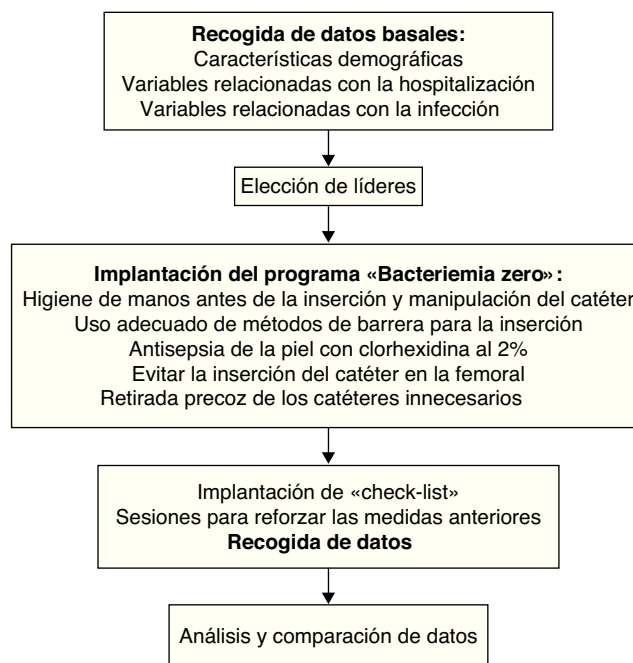 Recogida de datos basales:
Características demográficas
Variables relacionadas con la hospitalización
Variables relacionadas con la infección
Elección de líderes
Implantación del programa «Bacteriemia zero»:
Higiene de manos antes de la inserción y manipulación del catéter
Uso adecuado de métodos de barrera para la inserción
Antisepsia de la piel con clorhexidina al 2%
Evitar la inserción del catéter en la femoral
Retirada precoz de los catéteres innecesarios
Implantación de «check-list»
Sesiones para reforzar las medidas anteriores
Recogida de datos
Análisis y comparación de datos